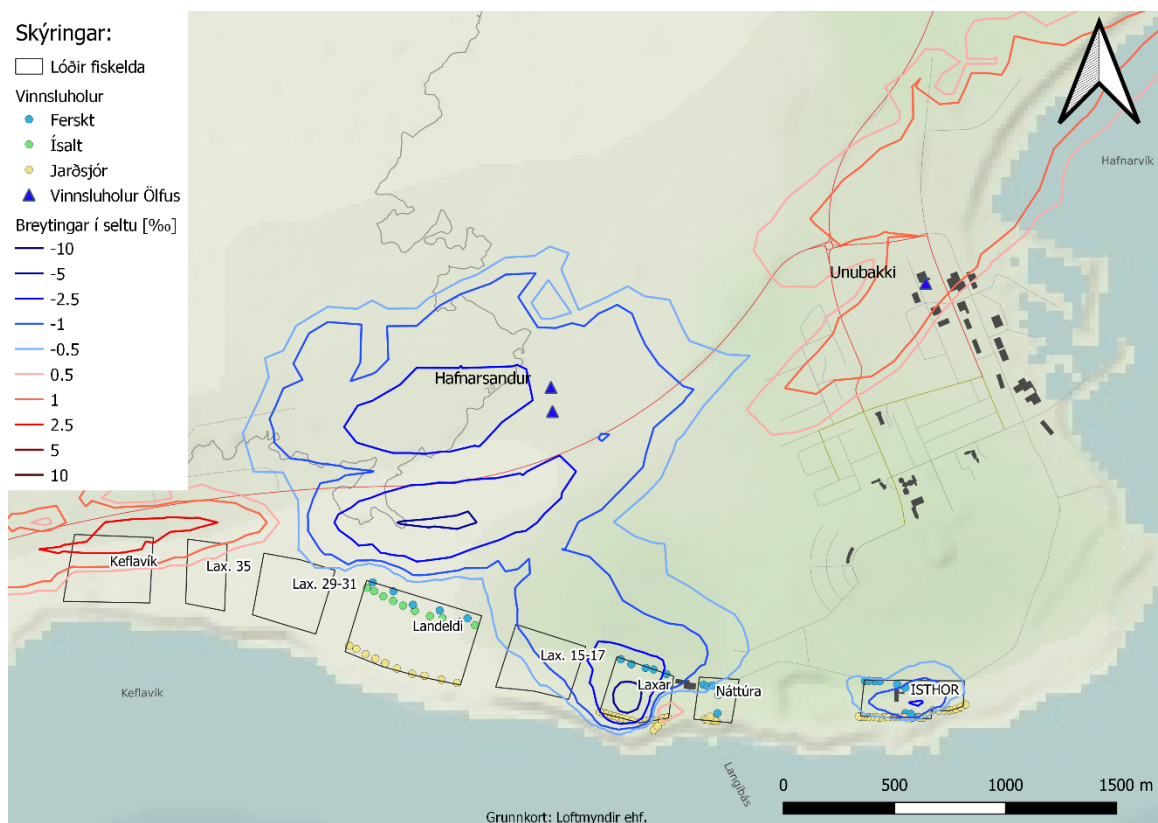 Skýringar:
Lóðir fiskelda
Vinnsluholur
Ferskt
Ísalt
Jarðsjór
Vinnsluholur Ölfus
Breytingar í seltu [‰]
-10
-5
-2.5
-1
-0.5
0.5
1
2.5
5
10
Hafnarvík
Unubakki
Hafnarsandur
Keflavík
Lax. 35
Lax. 29-31
Landeldi
Lax. 15-17
Laxar
Náttúra
ISTHOR
Keflavík
Langibás
0 500 1000 1500 m
Grunnkort: Loftmyndir ehf.